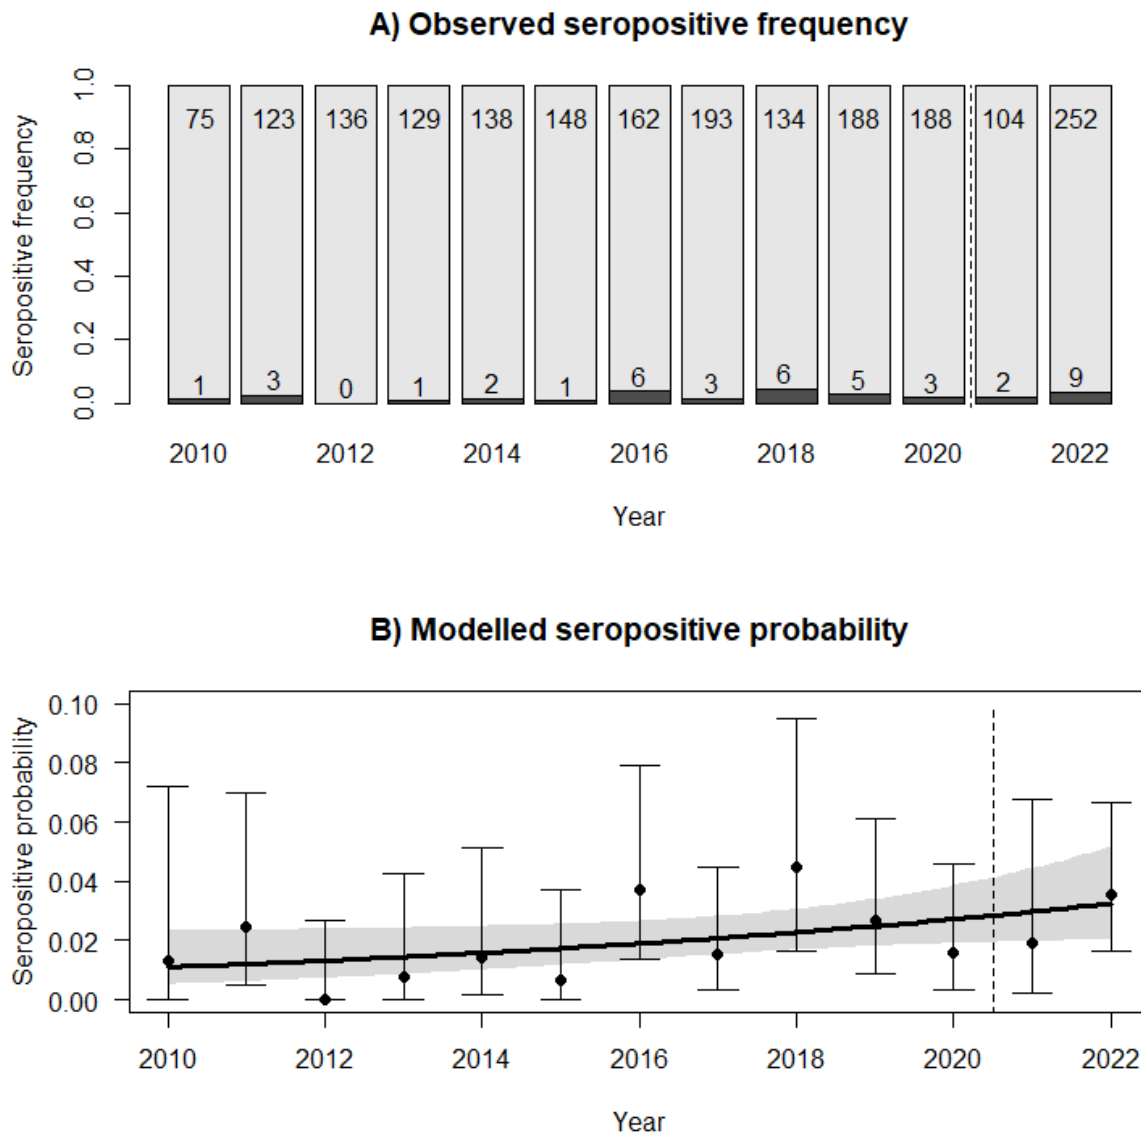 A) Observed seropositive frequency
Seropositive frequency
1.0
0.8
0.6
0.4
0.2
0.0
75 123 136 129 138 148 162 193 134 188 188 104 252
1 3 0 1 2 1 6 3 6 5 3 2 9
2010 2012 2014 2016 2018 2020 2022
Year
B) Modelled seropositive probability
Seropositive probability
0.10
0.08
0.06
0.04
0.02
0.00
2010 2012 2014 2016 2018 2020 2022
Year